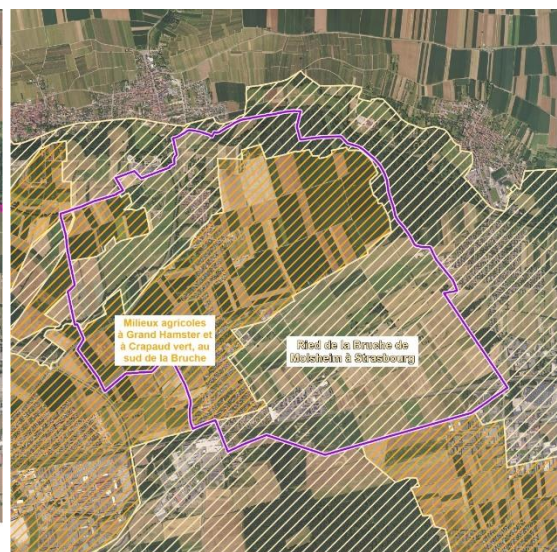 Milieux agricoles
à Grand Hamster et
à Crapaud vert, au
sud de la Bruche
Ried de la Bruche de
Molsheim à Strasbourg